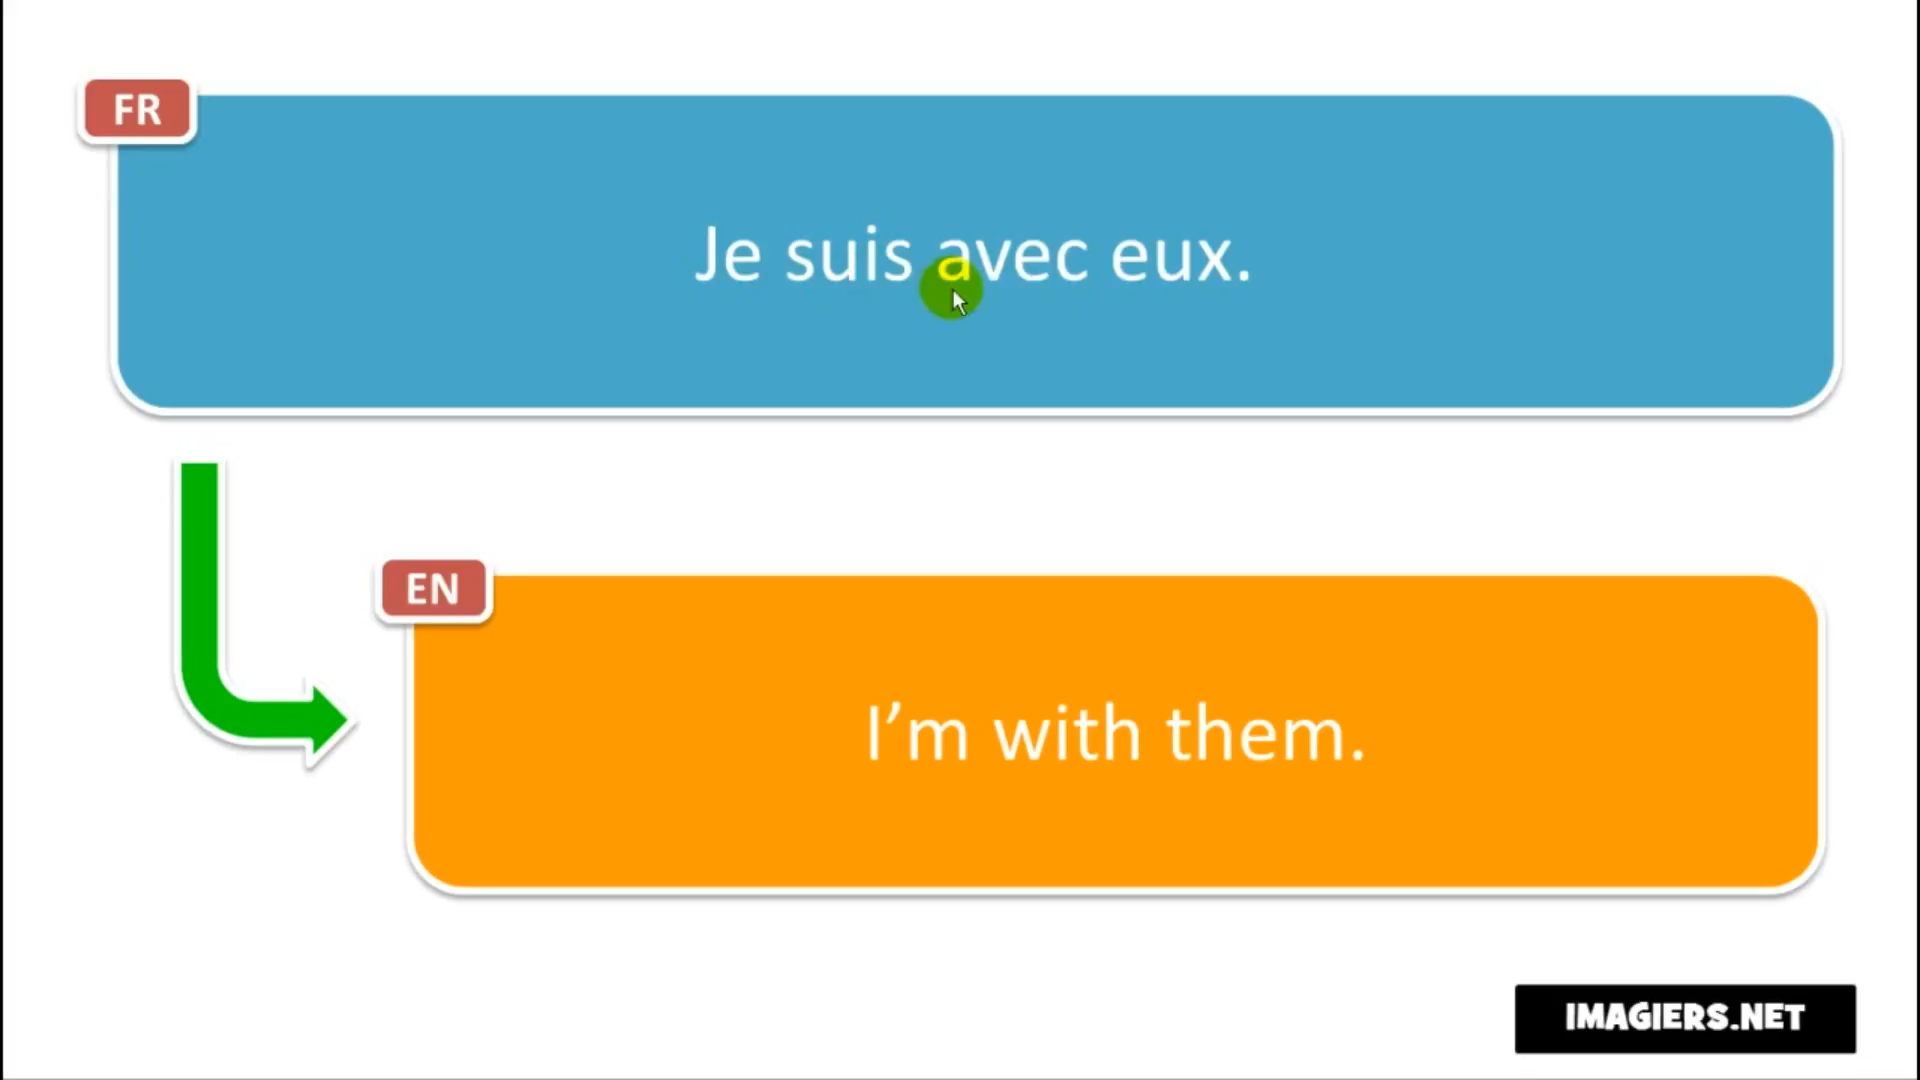 FR
Je suis avec eux.
EN
I’m with them.
IMAGIERS.NET